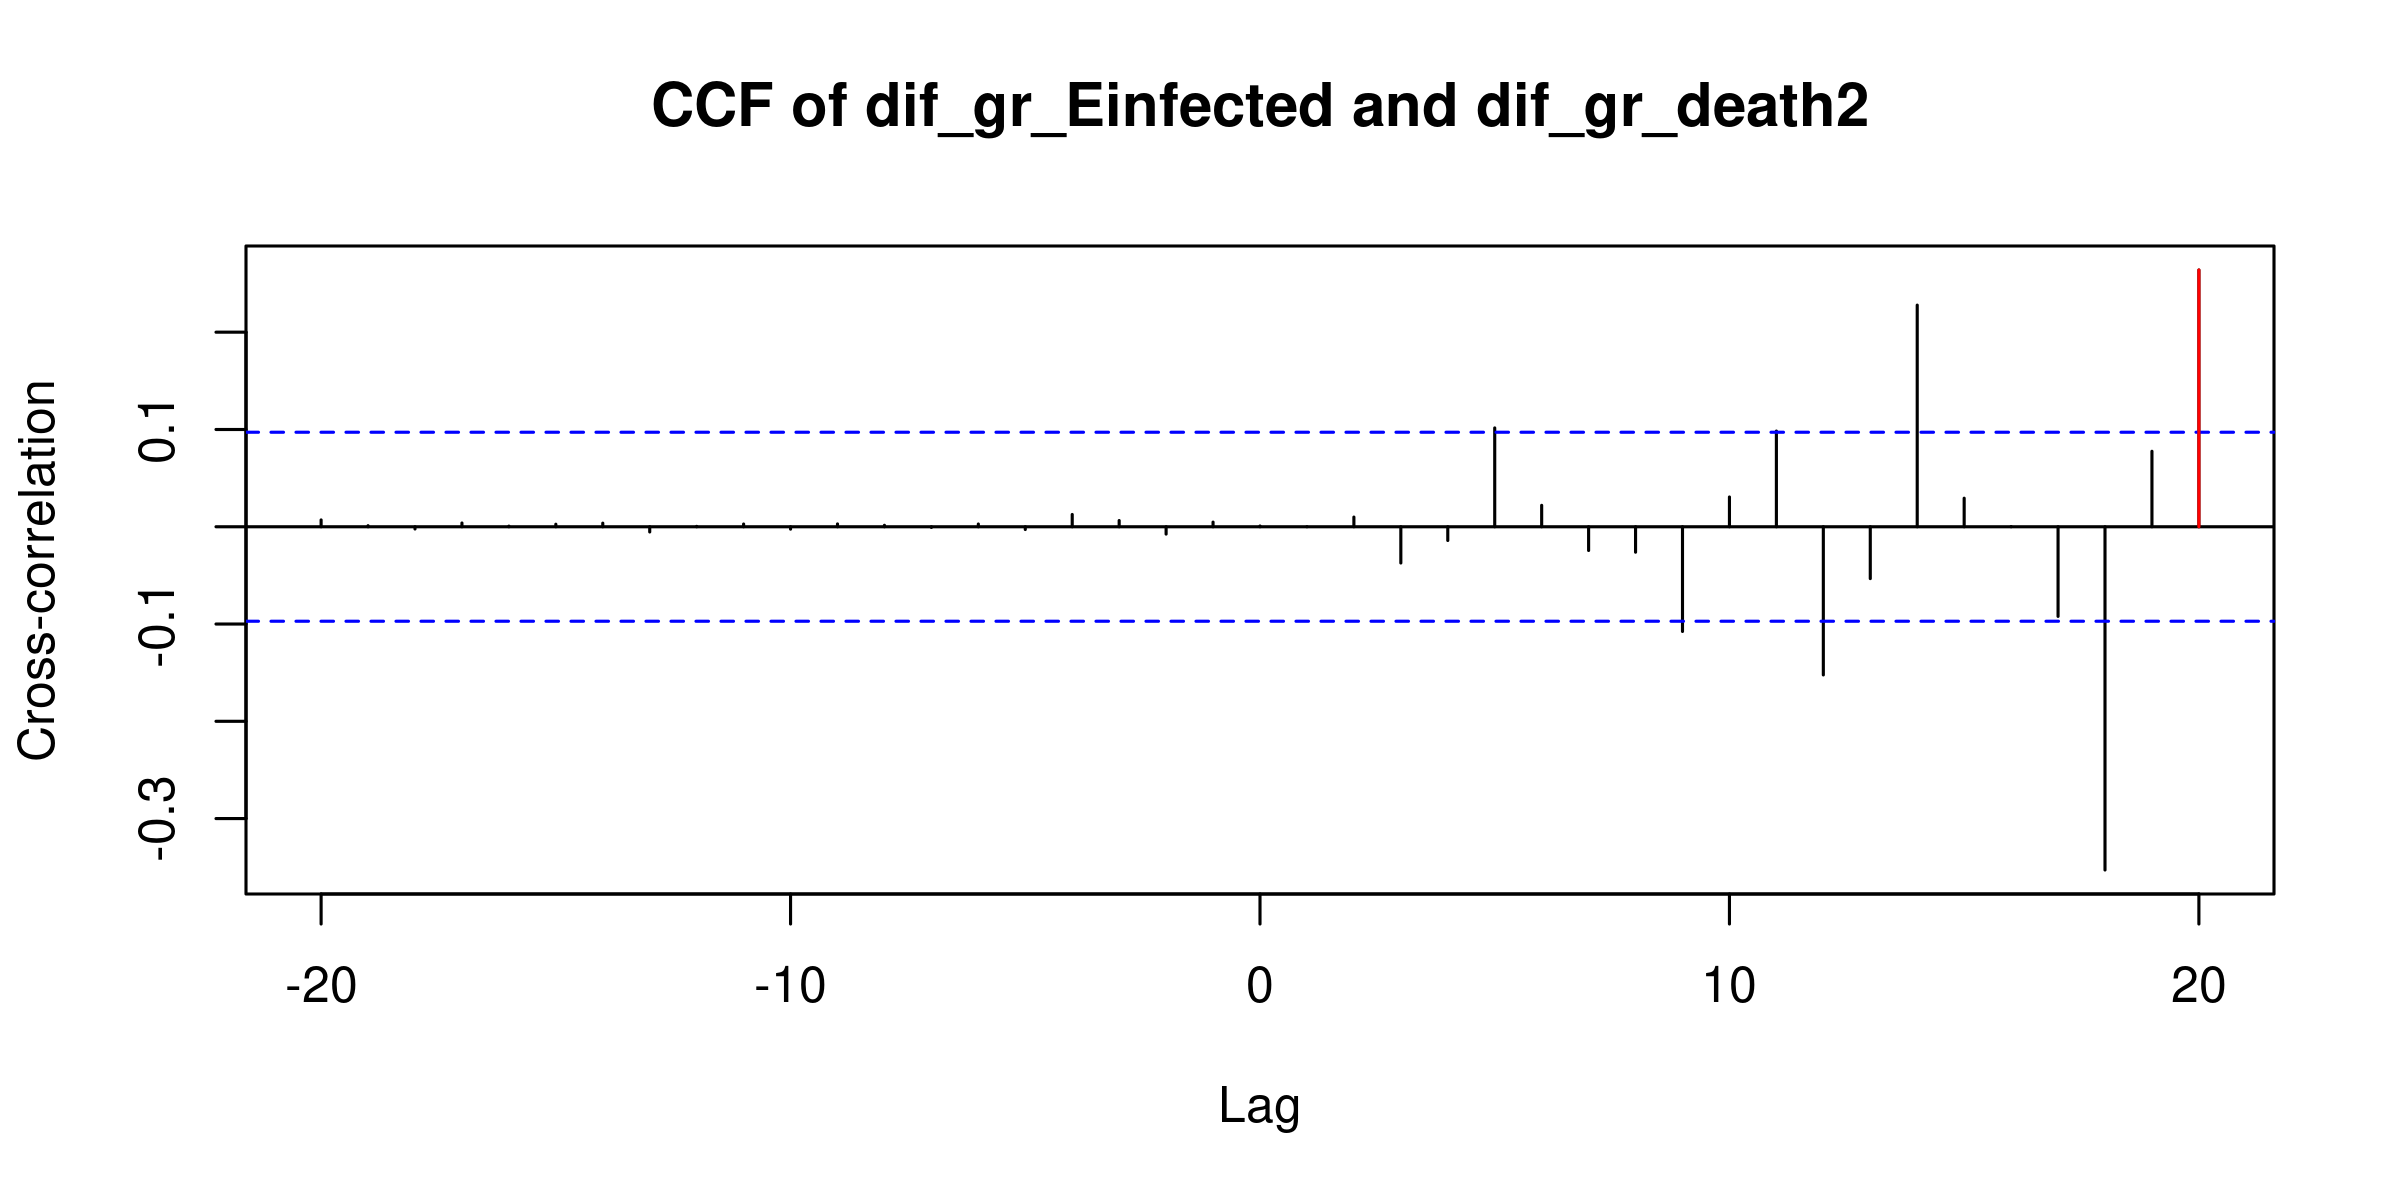 CCF of dif_gr_Einfected and dif_gr_death2
Cross-correlation
0.1
-0.1
-0.3
-20
-10
0
10
20
Lag